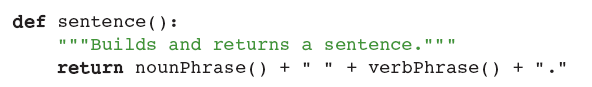 def sentence():
    """Builds and returns a sentence."""
    return nounPhrase() + " " + verbPhrase() + "."